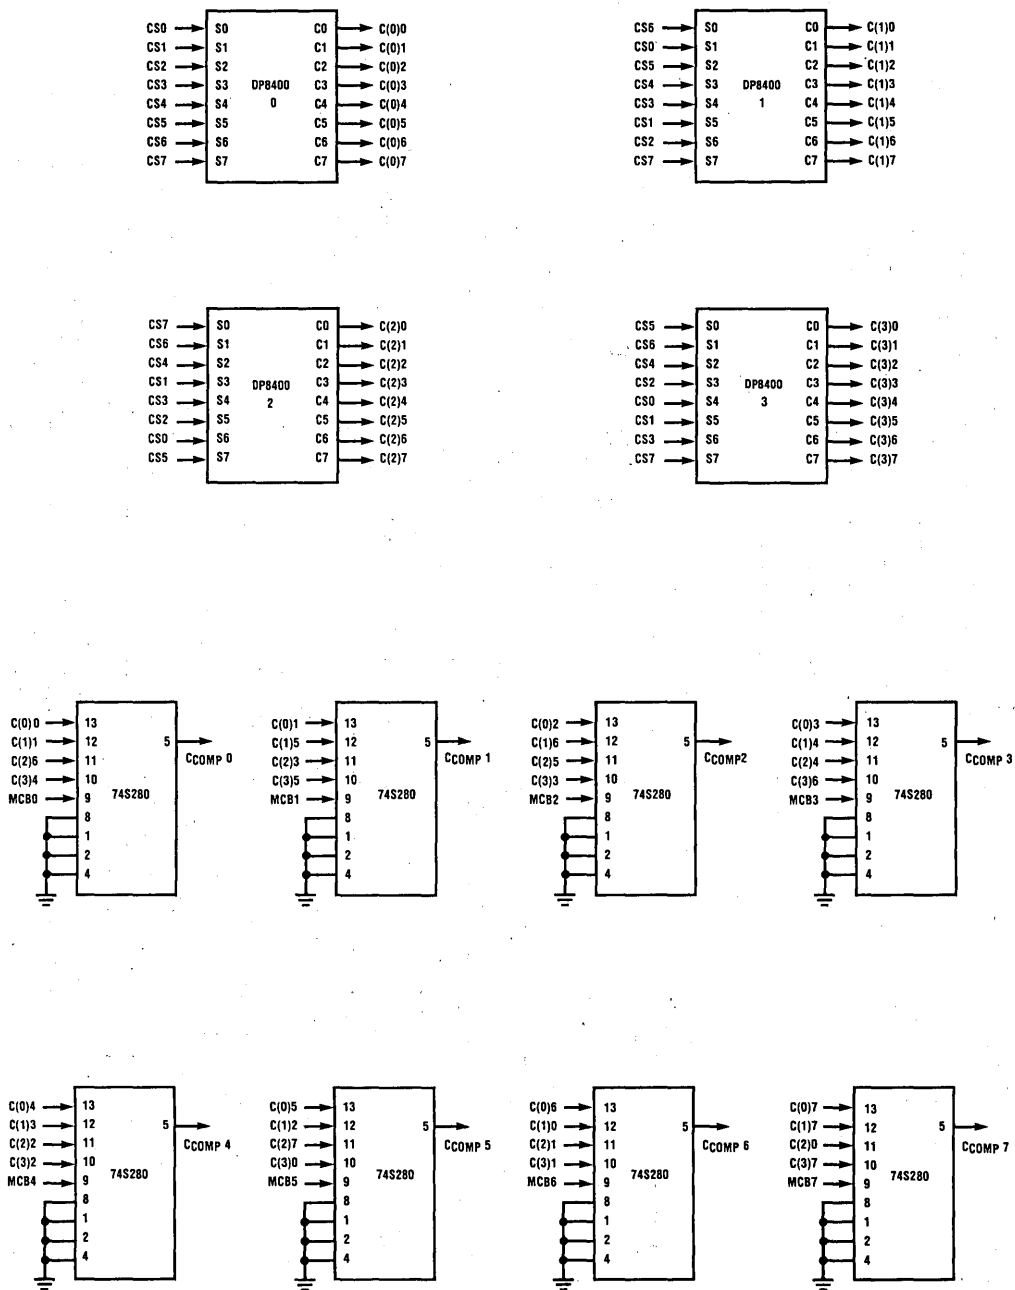 CS0 S0 C0 C(0)0
CS1 S1 C1 C(0)1
CS2 S2 C2 C(0)2
CS3 S3 DP8400 C3 C(0)3
CS4 S4 0 C4 C(0)4
CS5 S5 C5 C(0)5
CS6 S6 C6 C(0)6
CS7 S7 C7 C(0)7
CS6 S0 C0 C(1)0
CS0 S1 C1 C(1)1
CS5 S2 C2 C(1)2
CS4 S3 DP8400 C3 C(1)3
CS3 S4 1 C4 C(1)4
CS1 S5 C5 C(1)5
CS2 S6 C6 C(1)6
CS7 S7 C7 C(1)7
CS7 S0 C0 C(2)0
CS6 S1 C1 C(2)1
CS4 S2 C2 C(2)2
CS1 S3 DP8400 C3 C(2)3
CS3 S4 2 C4 C(2)4
CS2 S5 C5 C(2)5
CS0 S6 C6 C(2)6
CS5 S7 C7 C(2)7
CS5 S0 C0 C(3)0
CS6 S1 C1 C(3)1
CS4 S2 C2 C(3)2
CS2 S3 DP8400 C3 C(3)3
CS0 S4 3 C4 C(3)4
CS1 S5 C5 C(3)5
CS3 S6 C6 C(3)6
CS7 S7 C7 C(3)7
C(0)0 13
C(1)1 12 5
C(2)6 11 CCOMP 0
C(3)4 10
MCB0 9 74S280
8
1
2
4
C(0)1 13
C(1)5 12 5
C(2)3 11 CCOMP 1
C(3)5 10
MCB1 9 74S280
8
1
2
4
C(0)2 13
C(1)6 12 5
C(2)5 11 CCOMP2
C(3)3 10
MCB2 9 74S280
8
1
2
4
C(0)3 13
C(1)4 12 5
C(2)4 11 CCOMP 3
C(3)6 10
MCB3 9 74S280
8
1
2
4
C(0)4 13
C(1)3 12 5
C(2)2 11 CCOMP 4
C(3)2 10
MCB4 9 74S280
8
1
2
4
C(0)5 13
C(1)2 12 5
C(2)7 11 CCOMP 5
C(3)0 10
MCB5 9 74S280
8
1
2
4
C(0)6 13
C(1)0 12 5
C(2)1 11 CCOMP 6
C(3)1 10
MCB6 9 74S280
8
1
2
4
C(0)7 13
C(1)7 12 5
C(2)0 11 CCOMP 7
C(3)7 10
MCB7 9 74S280
8
1
2
4